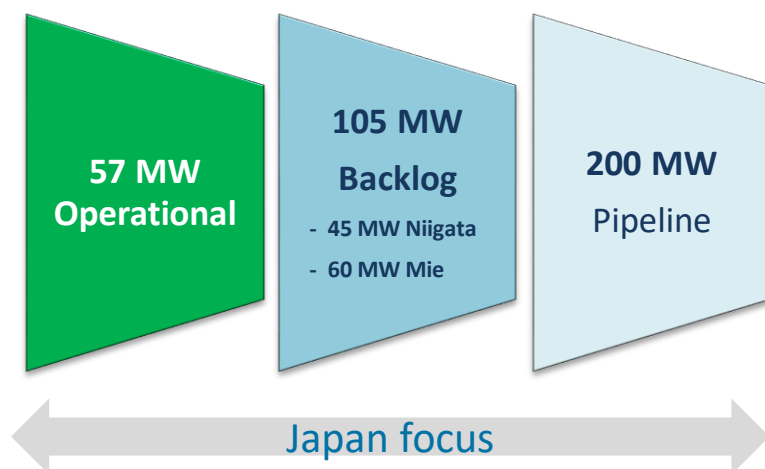 57 MW
Operational
105 MW
Backlog
- 45 MW Niigata
- 60 MW Mie
200 MW
Pipeline
Japan focus